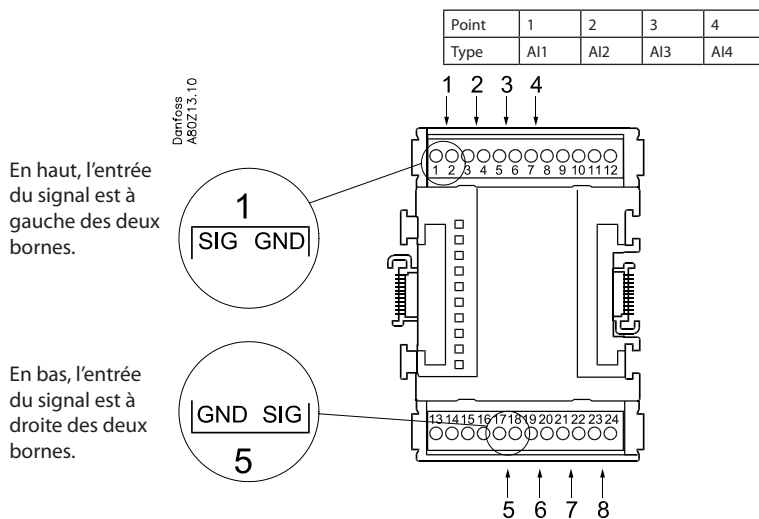 Point 1 2 3 4
Type AI1 AI2 AI3 AI4
1 2 3 4
Danfoss
A80Z13.10
1 2 3 4 5 6 7 8 9 10 11 12
En haut, l'entrée
du signal est à
gauche des deux
bornes.
1
SIG GND
En bas, l'entrée
du signal est à
droite des deux
bornes.
GND SIG
5
13 14 15 16 17 18 19 20 21 22 23 24
5 6 7 8